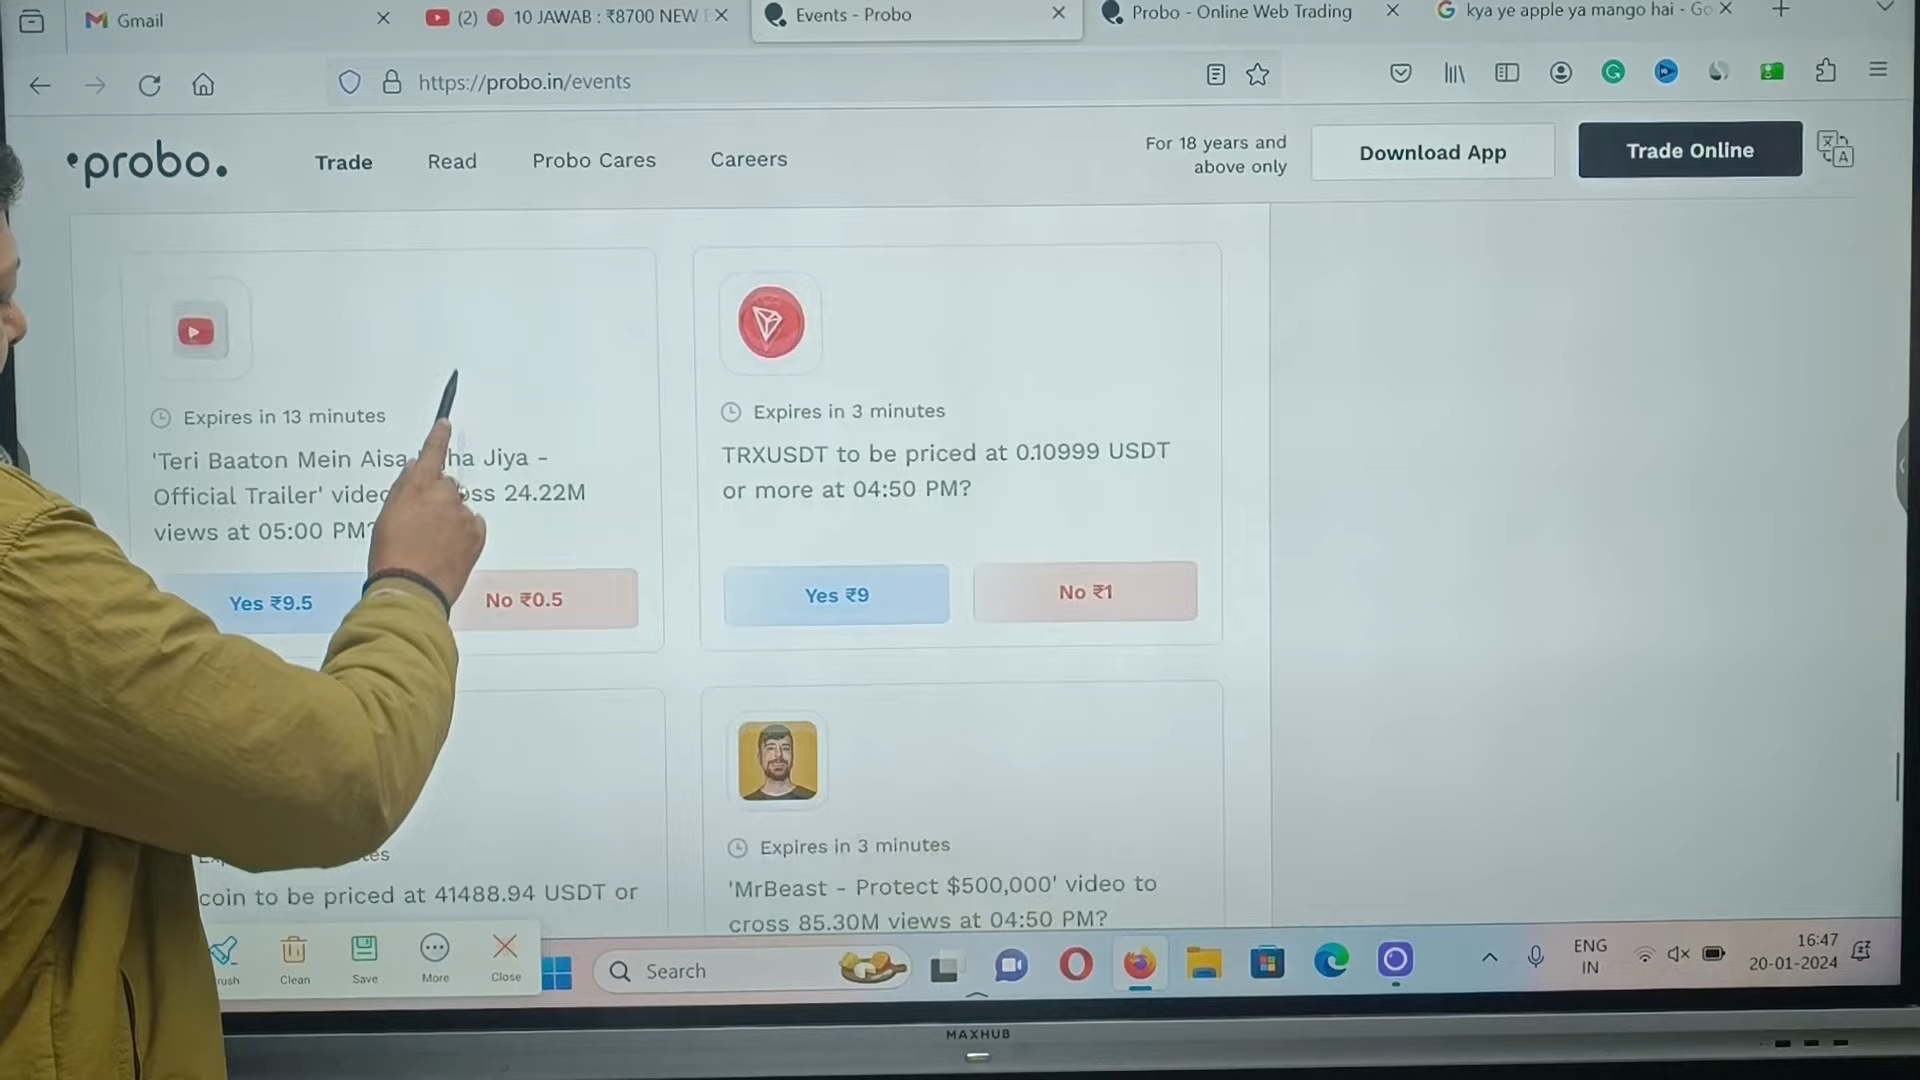 Gmail
(2) 10 JAWAB : ₹8700 NEW
Events - Probo
Probo - Online Web Trading
kya ye apple ya mango hai - Go
https://probo.in/events
probo.
Trade
Read
Probo Cares
Careers
For 18 years and
above only
Download App
Trade Online
Expires in 13 minutes
'Teri Baaton Mein Aisa Jiya -
Official Trailer' 24.22M
views at 05:00 PM?
Yes ₹9.5
No ₹0.5
Expires in 3 minutes
TRXUSDT to be priced at 0.10999 USDT
or more at 04:50 PM?
Yes ₹9
No ₹1
coin to be priced at 41488.94 USDT or
Expires in 3 minutes
'MrBeast - Protect $500,000' video to
cross 85.30M views at 04:50 PM?
Clean
Save
More
Close
Search
ENG
IN
16:47
20-01-2024
MAXHUB